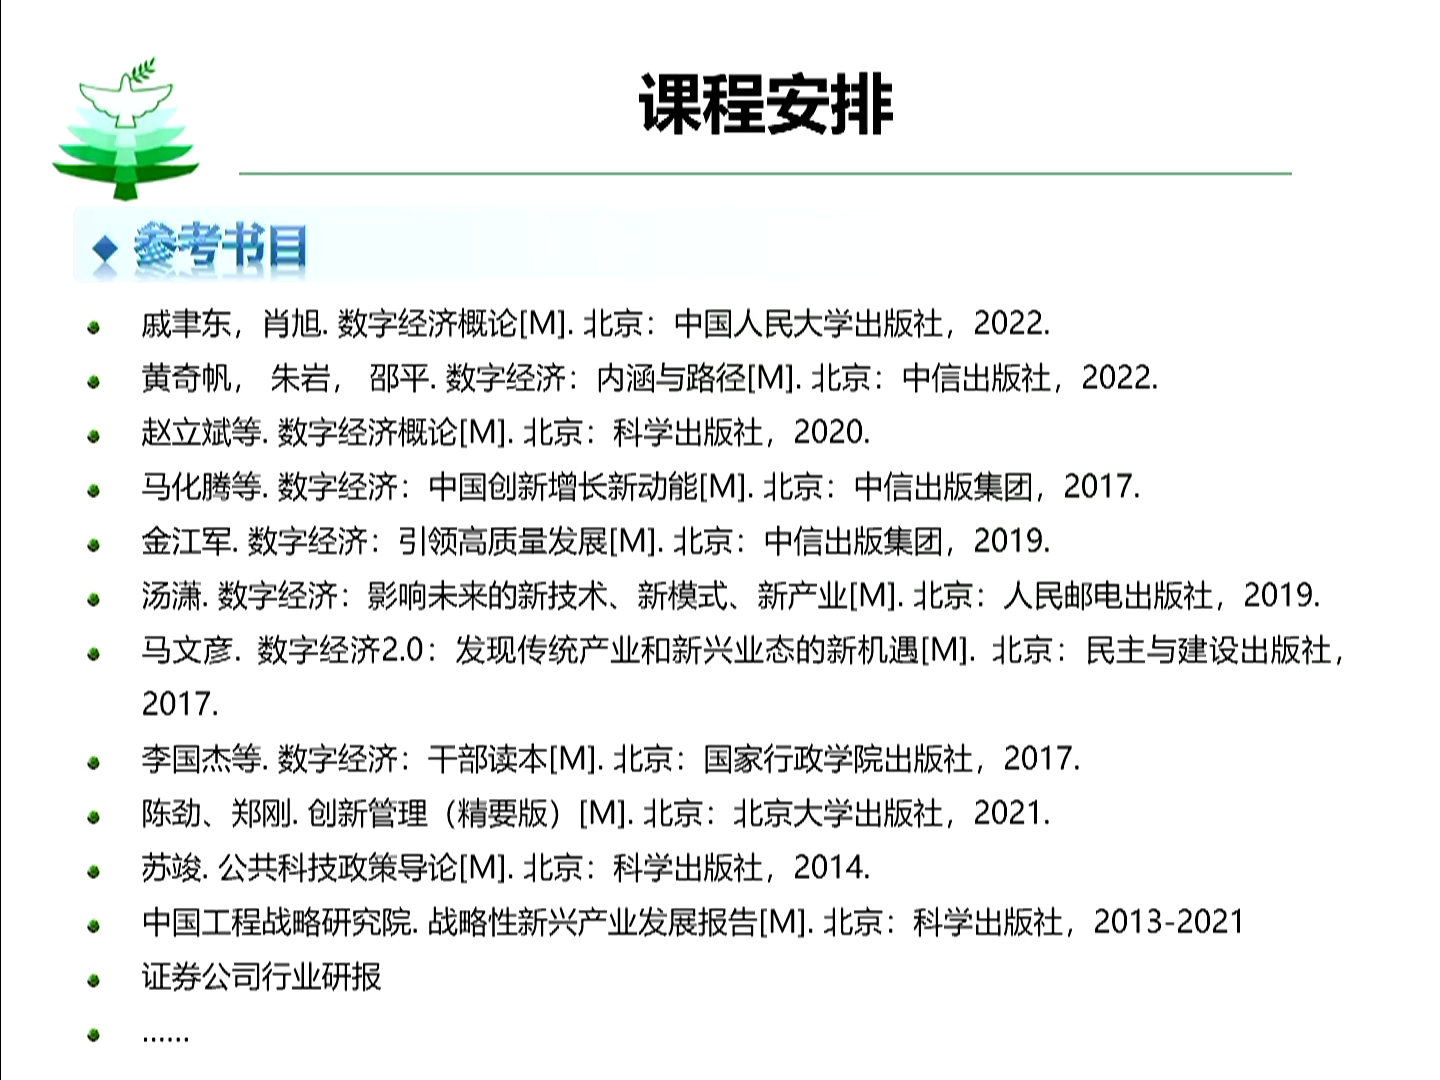 课程安排
参考书目
戚聿东，肖旭. 数字经济概论[M]. 北京：中国人民大学出版社，2022.
黄奇帆， 朱岩， 邵平. 数字经济：内涵与路径[M]. 北京：中信出版社，2022.
赵立斌等. 数字经济概论[M]. 北京：科学出版社，2020.
马化腾等. 数字经济：中国创新增长新动能[M]. 北京：中信出版集团，2017.
金江军. 数字经济：引领高质量发展[M]. 北京：中信出版集团，2019.
汤潇. 数字经济：影响未来的新技术、新模式、新产业[M]. 北京：人民邮电出版社，2019.
马文彦. 数字经济2.0：发现传统产业和新兴业态的新机遇[M]. 北京：民主与建设出版社，
2017.
李国杰等. 数字经济：干部读本[M]. 北京：国家行政学院出版社，2017.
陈劲、郑刚. 创新管理（精要版）[M]. 北京：北京大学出版社，2021.
苏竣. 公共科技政策导论[M]. 北京：科学出版社，2014.
中国工程战略研究院. 战略性新兴产业发展报告[M]. 北京：科学出版社，2013-2021
证券公司行业研报
……